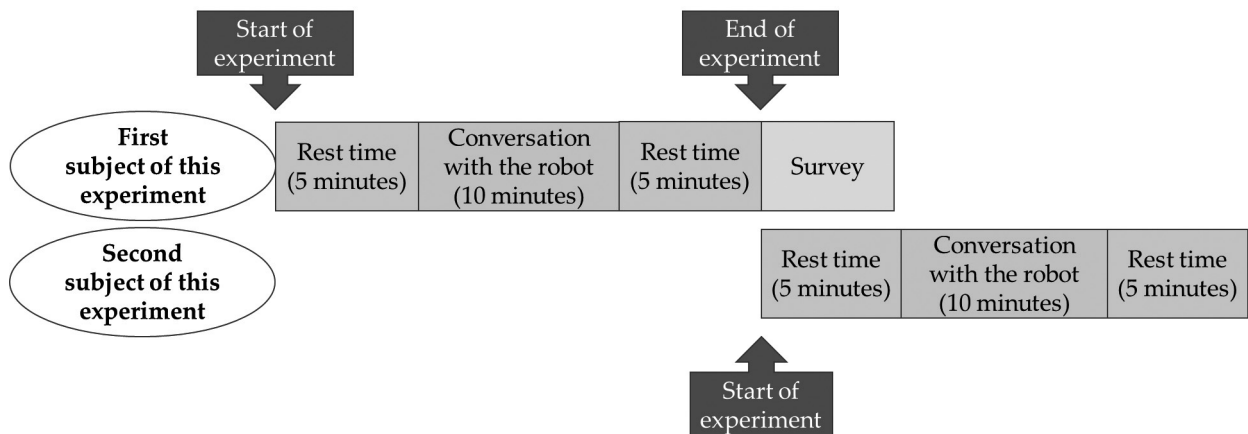 Start of
experiment
End of
experiment
First
subject of this
experiment
Rest time
(5 minutes)
Conversation
with the robot
(10 minutes)
Rest time
(5 minutes)
Survey
Second
subject of this
experiment
Rest time
(5 minutes)
Conversation
with the robot
(10 minutes)
Rest time
(5 minutes)
Start of
experiment